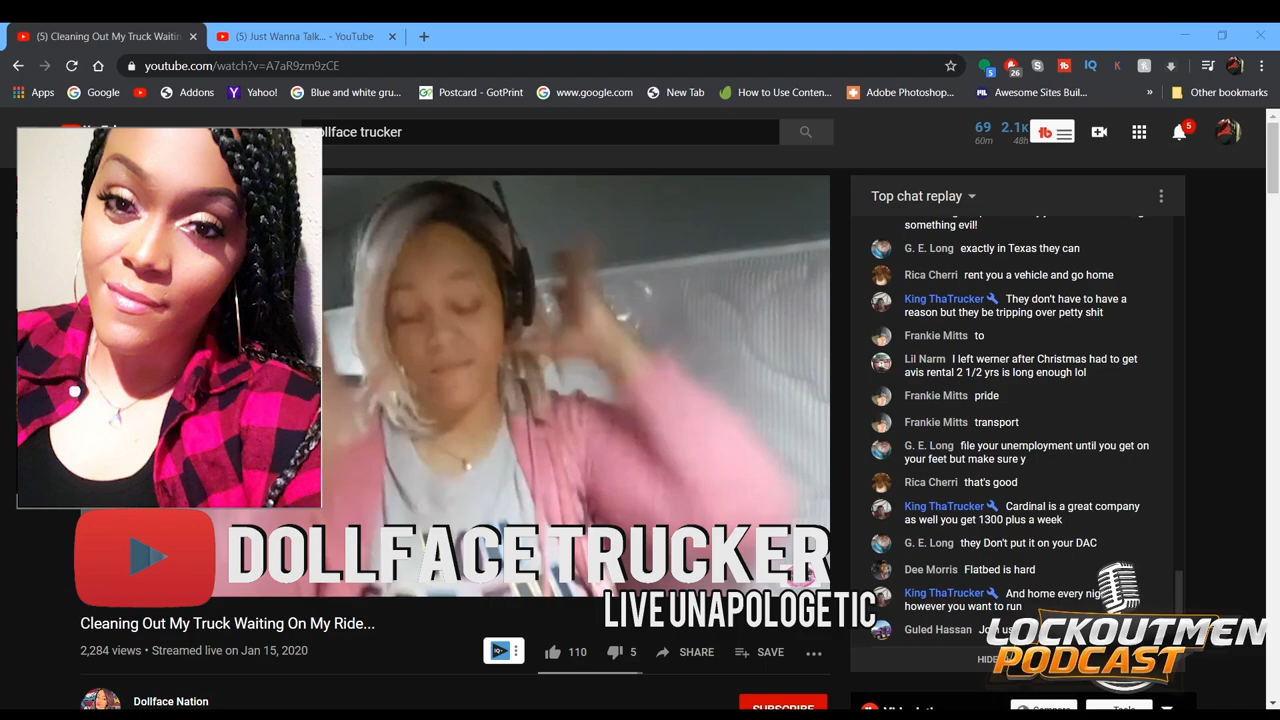 (5) Cleaning Out My Truck Waitin
(5) Just Wanna Talk... - YouTube
youtube.com/watch?v=A7aR9zm9zCE
5
26
IQ
K
Apps
Google
Addons
Yahoo!
Blue and white gru...
Postcard - GotPrint
www.google.com
New Tab
How to Use Conten...
Adobe Photoshop...
Awesome Sites Buil...
»
Other bookmarks
ollface trucker
69
60m
2.1K
48h
5
Top chat replay
something evil!
G. E. Long exactly in Texas they can
Rica Cherri rent you a vehicle and go home
King ThaTrucker They don't have to have a
reason but they be tripping over petty shit
Frankie Mitts to
Lil Narm I left werner after Christmas had to get
avis rental 2 1/2 yrs is long enough lol
Frankie Mitts pride
Frankie Mitts transport
G. E. Long file your unemployment until you get on
your feet but make sure y
Rica Cherri that's good
King ThaTrucker Cardinal is a great company
as well you get 1300 plus a week
G. E. Long they Don't put it on your DAC
Dee Morris Flatbed is hard
King ThaTrucker And home every nig
however you want to run
Guled Hassan Join us
HIDE
DOLLFACE TRUCKER
LIVE UNAPOLOGETIC
LOCKOUTMEN
PODCAST
Cleaning Out My Truck Waiting On My Ride...
2,284 views • Streamed live on Jan 15, 2020
110
5
SHARE
SAVE
Dollface Nation
SUBSCRIBE